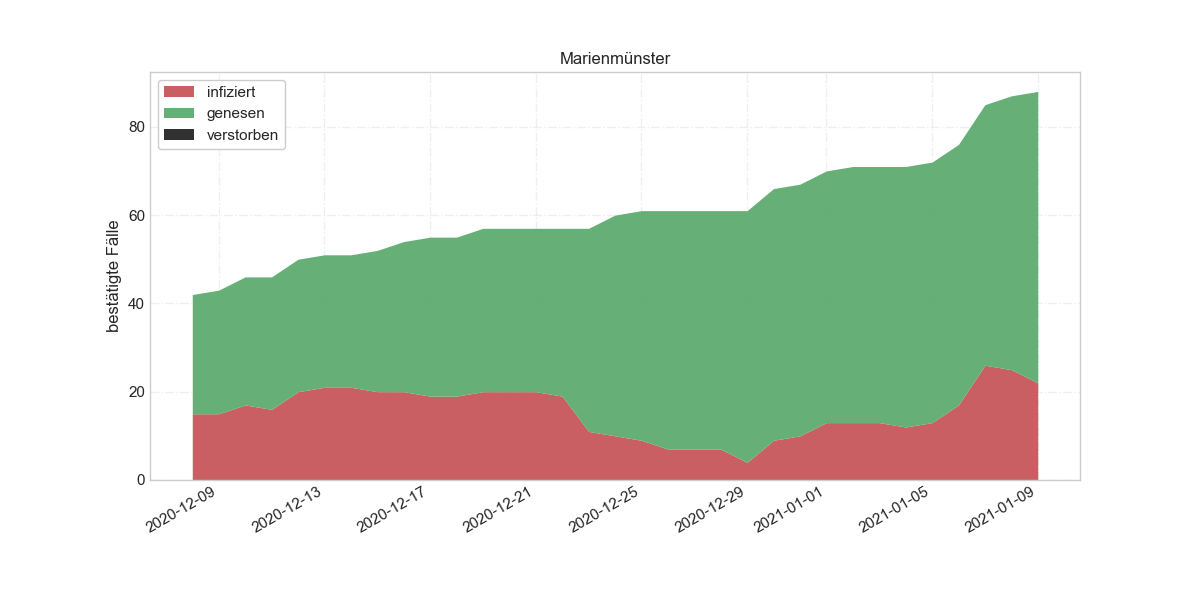 Marienmünster
infiziert
genesen
verstorben
bestätigte Fälle
80
60
40
20
0
2020-12-09
2020-12-13
2020-12-17
2020-12-21
2020-12-25
2020-12-29
2021-01-01
2021-01-05
2021-01-09